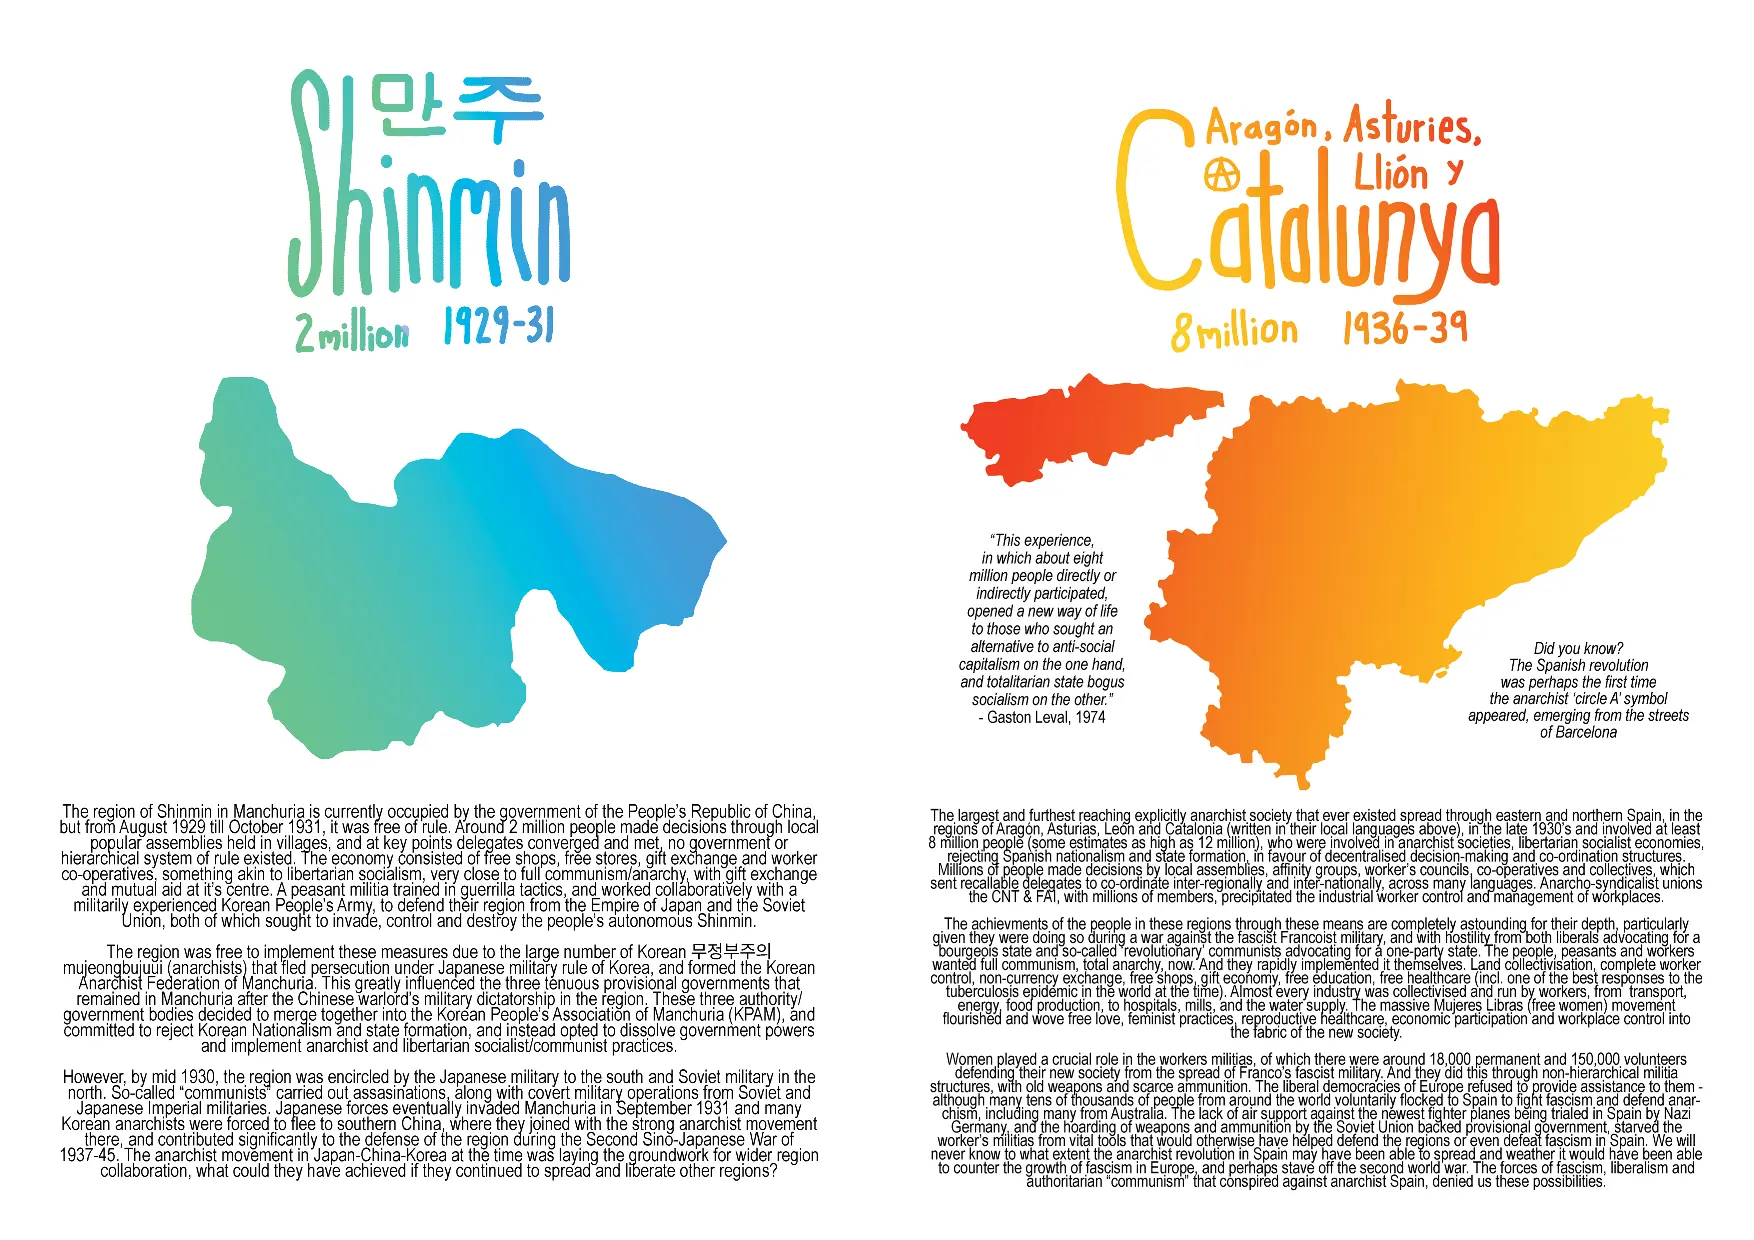 만주
Shinmin
2 million 1929-31
The region of Shinmin in Manchuria is currently occupied by the government of the People's Republic of China,
but from August 1929 till October 1931, it was free of rule. Around 2 million people made decisions through local
popular assemblies held in villages, and at key points delegates converged and met, no government or
hierarchical system of rule existed. The economy consisted of free shops, free stores, gift exchange and worker
co-operatives, something akin to libertarian socialism, very close to full communism/anarchy, with gift exchange
and mutual aid at it's centre. A peasant militia trained in guerilla tactics, and worked collaboratively with a
militarily experienced Korean People's Army, to defend their region from the Empire of Japan and the Soviet
Union, both of which sought to invade, control and destroy the people's autonomous Shinmin.
The region was free to implement these measures due to the large number of Korean 무정부주의
mujeongbujuui (anarchists) that fled persecution under Japanese military rule of Korea, and formed the Korean
Anarchist Federation of Manchuria. This greatly influenced the three tenuous provisional governments that
remained in Manchuria after the Chinese warlord's military dictatorship in the region. These three authority/
government bodies decided to merge together into the Korean People's Association of Manchuria (KPAM), and
committed to reject Korean Nationalism and state formation, and instead opted to dissolve government powers
and implement anarchist and libertarian socialist/communist practices.
However, by mid 1930, the region was encircled by the Japanese military to the south and Soviet military in the
north. So-called “communists” carried out assasinations, along with covert military operations from Soviet and
Japanese Imperial militaries. Japanese forces eventually invaded Manchuria in September 1931 and many
Korean anarchists were forced to flee to southern China, where they joined with the strong anarchist movement
there, and contributed significantly to the defense of the region during the Second Sino-Japanese War of
1937-45. The anarchist movement in Japan-China-Korea at the time was laying the groundwork for wider region
collaboration, what could they have achieved if they continued to spread and liberate other regions?
Aragón, Asturies,
Llión y
Catalunya
8 million 1936-39
“This experience,
in which about eight
million people directly or
indirectly participated,
opened a new way of life
to those who sought an
alternative to anti-social
capitalism on the one hand,
and totalitarian state bogus
socialism on the other.”
- Gaston Leval, 1974
Did you know?
The Spanish revolution
was perhaps the first time
the anarchist ‘circle A’ symbol
appeared, emerging from the streets
of Barcelona
The largest and furthest reaching explicitly anarchist society that ever existed spread through eastern and northern Spain, in the
regions of Aragón, Asturias, León and Catalonia (written in their local languages above), in the late 1930's and involved at least
8 million people (some estimates as high as 12 million), who were involved in anarchist societies, libertarian socialist economies,
rejecting Spanish nationalism and state formation, in favour of decentralised decision-making and co-ordination structures.
Millions of people made decisions by local assemblies, affinity groups, worker's councils, co-operatives and collectives, which
sent recallable delegates to co-ordinate inter-regionally and inter-nationally, across many languages. Anarcho-syndicalist unions
the CNT & FAI, with millions of members, precipitated the industrial worker control and management of workplaces.
The achievments of the people in these regions through these means are completely astounding for their depth, particularly
given they were doing so during a war against the fascist Francoist military, and with hostility from both liberals advocating for a
bourgeois state and so-called ‘revolutionary’ communists advocating for a one-party state. The people, peasants and workers
wanted full communism, total anarchy, now. And they rapidly implemented it themselves. Land collectivisation, complete worker
control, non-currency exchange, free shops, gift economy, free education, free healthcare (incl. one of the best responses to the
tuberculosis epidemic in the world at the time). Almost every industry was collectivised and run by workers, from transport,
energy, food production, to hospitals, mills, and the water supply. The massive Mujeres Libras (free women) movement
flourished and wove free love, feminist practices, reproductive healthcare, economic participation and workplace control into
the fabric of the new society.
Women played a crucial role in the workers militias, of which there were around 18,000 permanent and 150,000 volunteers
defending their new society from the spread of Franco's fascist military. And they did this through non-hierarchical militia
structures, with old weapons and scarce ammunition. The liberal democracies of Europe refused to provide assistance to them -
although many tens of thousands of people from around the world voluntarily flocked to Spain to fight fascism and defend anar-
chism, including many from Australia. The lack of air support against the newest fighter planes being trialed in Spain by Nazi
Germany, and the hoarding of weapons and ammunition by the Soviet Union backed provisional government, starved the
worker's militias from vital tools that would otherwise have helped defend the regions or even defeat fascism in Spain. We will
never know to what extent the anarchist revolution in Spain may have been able to spread and weather it would have been able
to counter the growth of fascism in Europe, and perhaps stave off the second world war. The forces of fascism, liberalism and
authoritarian “communism” that conspired against anarchist Spain, denied us these possibilities.